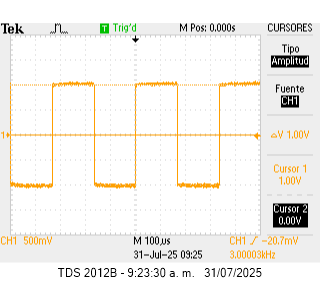 Tek T Trig'd M Pos: 0.000s CURSORES
Tipo
Amplitud
Fuente
CH1
△V 1.00V
1
Cursor 1
1.00V
Cursor 2
0.00V
CH1 500mV M 100µs CH1 ∕ -20.7mV
31-Jul-25 09:25 3.00003kHz
TDS 2012B - 9:23:30 a. m. 31/07/2025